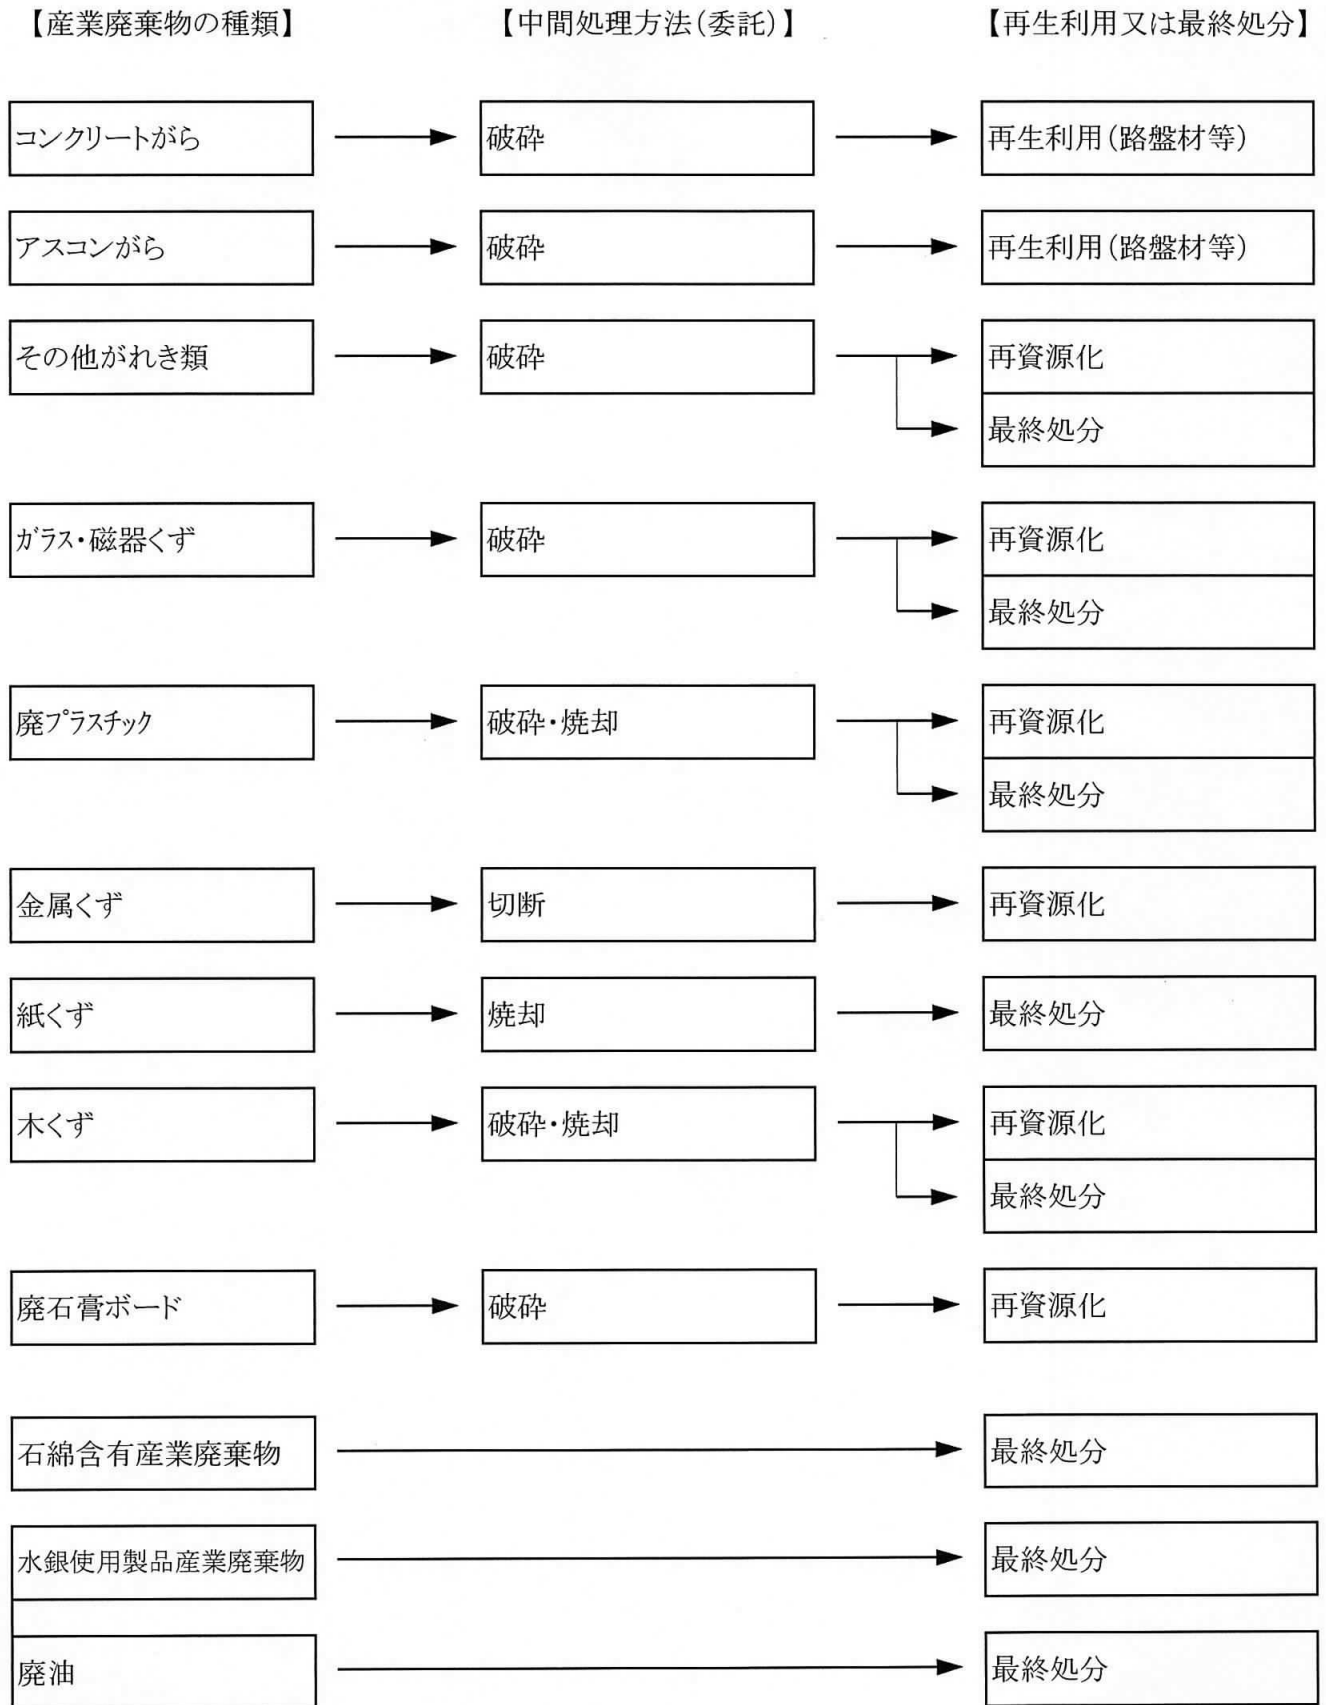 【産業廃棄物の種類】 【中間処理方法(委託)】 【再生利用又は最終処分】
コンクリートがら 破砕 再生利用(路盤材等)
アスコンがら 破砕 再生利用(路盤材等)
その他がれき類 破砕 再資源化
最終処分
ガラス・磁器くず 破砕 再資源化
最終処分
廃プラスチック 破砕・焼却 再資源化
最終処分
金属くず 切断 再資源化
紙くず 焼却 最終処分
木くず 破砕・焼却 再資源化
最終処分
廃石膏ボード 破砕 再資源化
石綿含有産業廃棄物 最終処分
水銀使用製品産業廃棄物 最終処分
廃油 最終処分